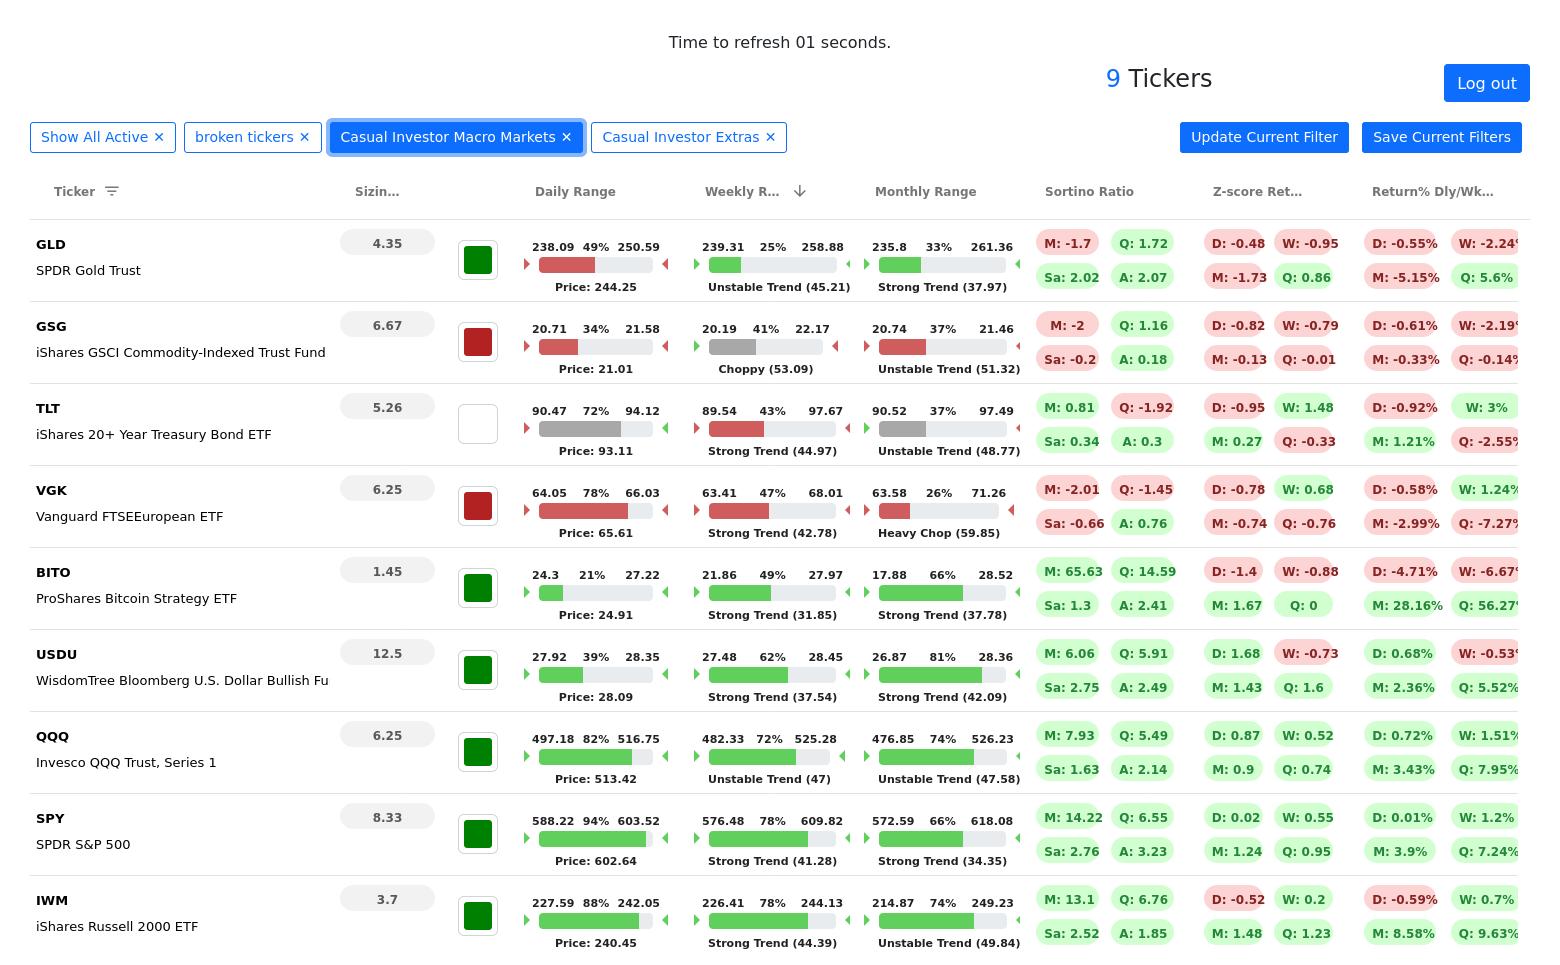 Time to refresh 01 seconds.
9 Tickers
Log out
Show All Active ✕ broken tickers ✕ Casual Investor Macro Markets ✕ Casual Investor Extras ✕ Update Current Filter Save Current Filters
Ticker Sizin... Daily Range Weekly R... Monthly Range Sortino Ratio Z-score Ret... Return% Dly/Wk...
GLD 4.35 238.09 49% 250.59 239.31 25% 258.88 235.8 33% 261.36 M: -1.7 Q: 1.72 D: -0.48 W: -0.95 D: -0.55% W: -2.24%
SPDR Gold Trust Sa: 2.02 A: 2.07 M: -1.73 Q: 0.86 M: -5.15% Q: 5.6%
Price: 244.25 Unstable Trend (45.21) Strong Trend (37.97)
GSG 6.67 20.71 34% 21.58 20.19 41% 22.17 20.74 37% 21.46 M: -2 Q: 1.16 D: -0.82 W: -0.79 D: -0.61% W: -2.19%
iShares GSCI Commodity-Indexed Trust Fund Sa: -0.2 A: 0.18 M: -0.13 Q: -0.01 M: -0.33% Q: -0.14%
Price: 21.01 Choppy (53.09) Unstable Trend (51.32)
TLT 5.26 90.47 72% 94.12 89.54 43% 97.67 90.52 37% 97.49 M: 0.81 Q: -1.92 D: -0.95 W: 1.48 D: -0.92% W: 3%
iShares 20+ Year Treasury Bond ETF Sa: 0.34 A: 0.3 M: 0.27 Q: -0.33 M: 1.21% Q: -2.55%
Price: 93.11 Strong Trend (44.97) Unstable Trend (48.77)
VGK 6.25 64.05 78% 66.03 63.41 47% 68.01 63.58 26% 71.26 M: -2.01 Q: -1.45 D: -0.78 W: 0.68 D: -0.58% W: 1.24%
Vanguard FTSEEuropean ETF Sa: -0.66 A: 0.76 M: -0.74 Q: -0.76 M: -2.99% Q: -7.27%
Price: 65.61 Strong Trend (42.78) Heavy Chop (59.85)
BITO 1.45 24.3 21% 27.22 21.86 49% 27.97 17.88 66% 28.52 M: 65.63 Q: 14.59 D: -1.4 W: -0.88 D: -4.71% W: -6.67%
ProShares Bitcoin Strategy ETF Sa: 1.3 A: 2.41 M: 1.67 Q: 0 M: 28.16% Q: 56.27%
Price: 24.91 Strong Trend (31.85) Strong Trend (37.78)
USDU 12.5 27.92 39% 28.35 27.48 62% 28.45 26.87 81% 28.36 M: 6.06 Q: 5.91 D: 1.68 W: -0.73 D: 0.68% W: -0.53%
WisdomTree Bloomberg U.S. Dollar Bullish Fu Sa: 2.75 A: 2.49 M: 1.43 Q: 1.6 M: 2.36% Q: 5.52%
Price: 28.09 Strong Trend (37.54) Strong Trend (42.09)
QQQ 6.25 497.18 82% 516.75 482.33 72% 525.28 476.85 74% 526.23 M: 7.93 Q: 5.49 D: 0.87 W: 0.52 D: 0.72% W: 1.51%
Invesco QQQ Trust, Series 1 Sa: 1.63 A: 2.14 M: 0.9 Q: 0.74 M: 3.43% Q: 7.95%
Price: 513.42 Unstable Trend (47) Unstable Trend (47.58)
SPY 8.33 588.22 94% 603.52 576.48 78% 609.82 572.59 66% 618.08 M: 14.22 Q: 6.55 D: 0.02 W: 0.55 D: 0.01% W: 1.2%
SPDR S&P 500 Sa: 2.76 A: 3.23 M: 1.24 Q: 0.95 M: 3.9% Q: 7.24%
Price: 602.64 Strong Trend (41.28) Strong Trend (34.35)
IWM 3.7 227.59 88% 242.05 226.41 78% 244.13 214.87 74% 249.23 M: 13.1 Q: 6.76 D: -0.52 W: 0.2 D: -0.59% W: 0.7%
iShares Russell 2000 ETF Sa: 2.52 A: 1.85 M: 1.48 Q: 1.23 M: 8.58% Q: 9.63%
Price: 240.45 Strong Trend (44.39) Unstable Trend (49.84)